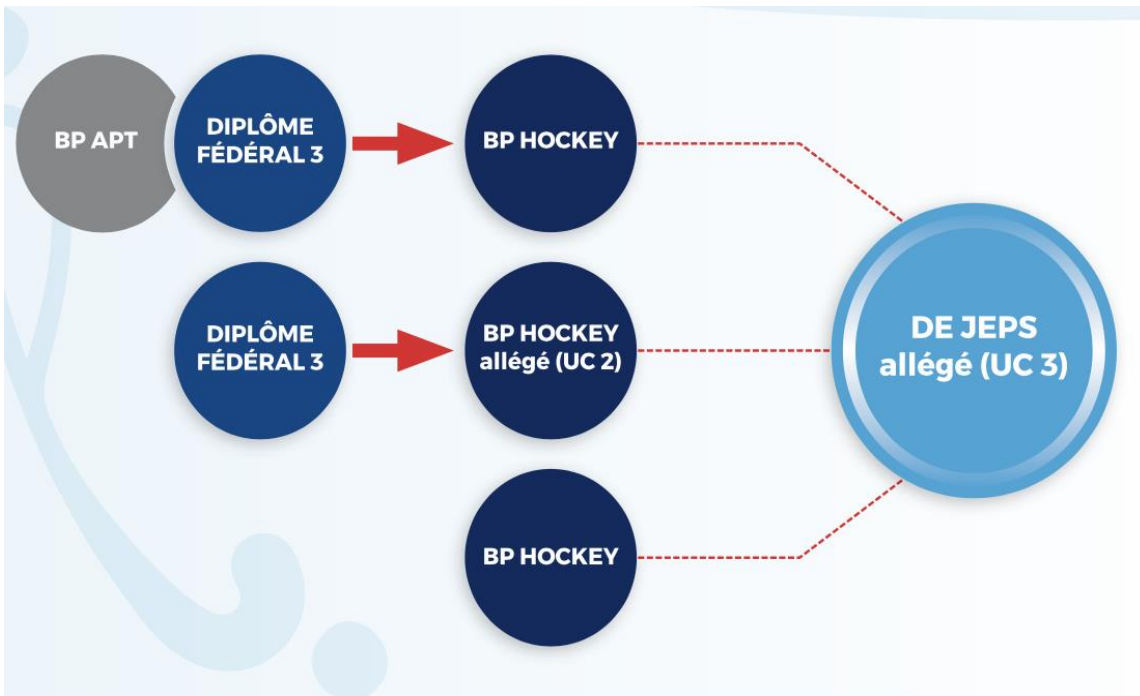 BP APT
DIPLÔME
FÉDÉRAL 3
BP HOCKEY
DIPLÔME
FÉDÉRAL 3
BP HOCKEY
allégé (UC 2)
DE JEPS
allégé (UC 3)
BP HOCKEY